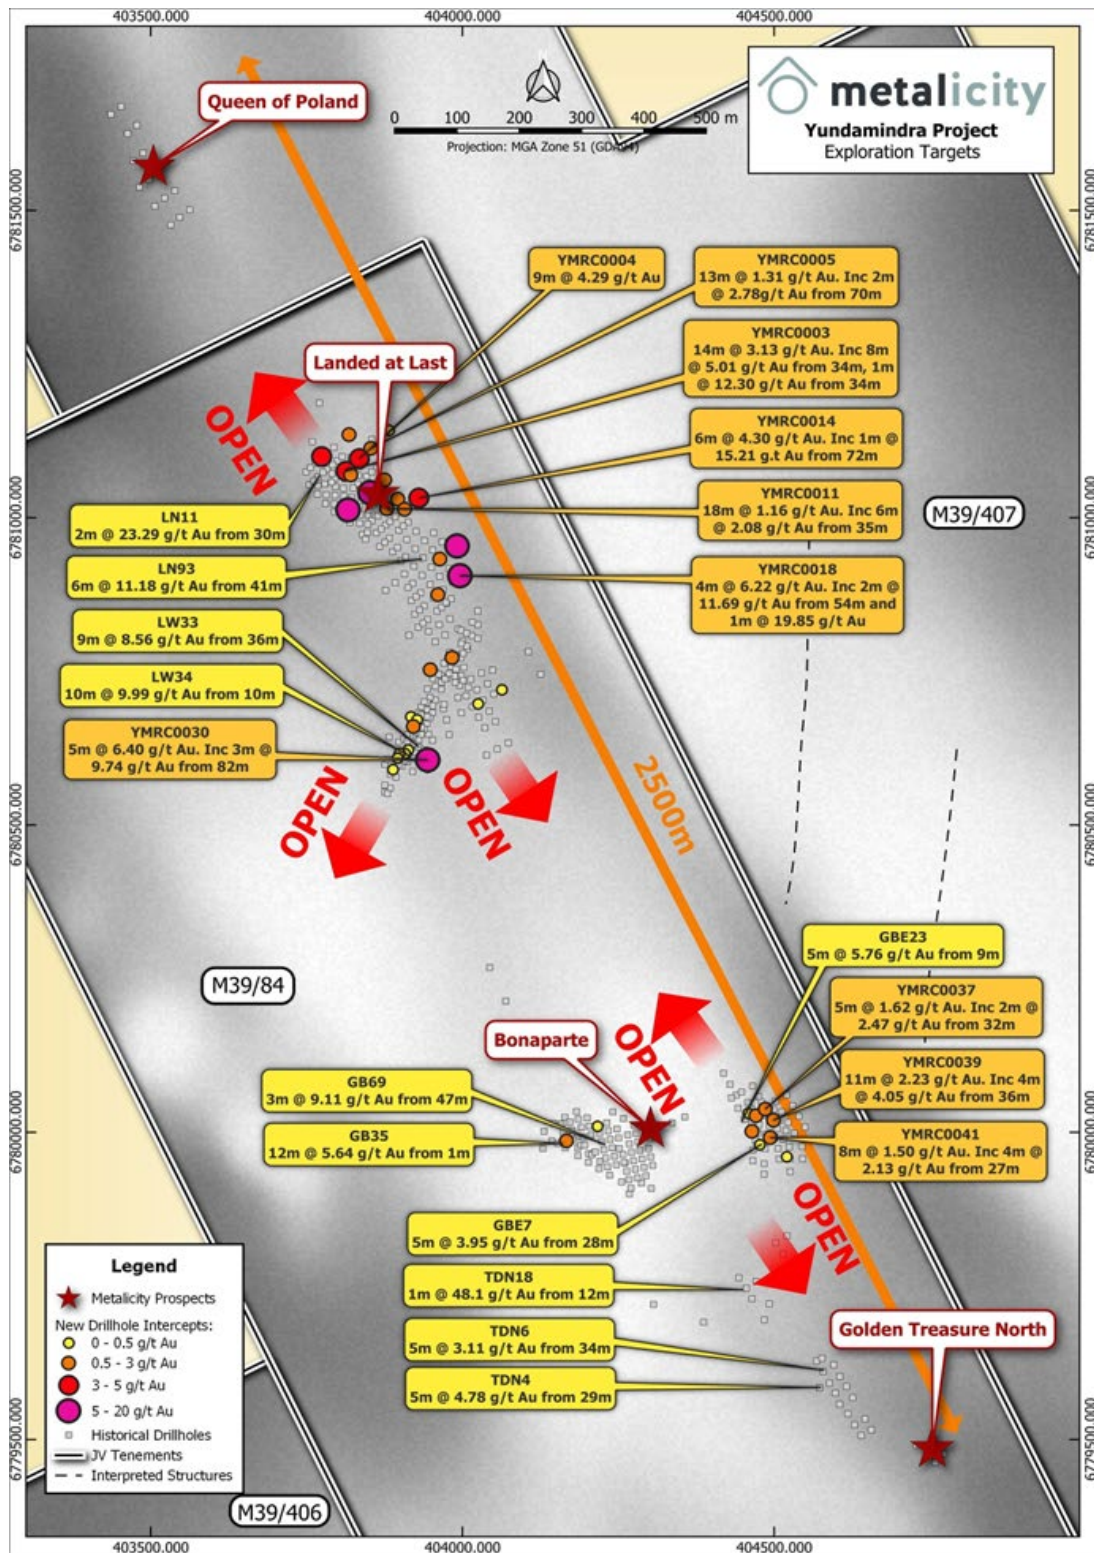 403500.000
404000.000
404500.000
metalicity
Yundamindra Project
Exploration Targets
N
0 100 200 300 400 500 m
Projection: MGA Zone 51
Queen of Poland
6781500.000
6781500.000
YMRC0004
9m @ 4.29 g/t Au
YMRC0005
13m @ 1.31 g/t Au. Inc 2m
@ 2.78g/t Au from 70m
Landed at Last
YMRC0003
14m @ 3.13 g/t Au. Inc 8m
@ 5.01 g/t Au from 34m, 1m
@ 12.30 g/t Au from 34m
OPEN
YMRC0014
6m @ 4.30 g/t Au. Inc 1m @
15.21 g.t Au from 72m
6781000.000
6781000.000
LN11
2m @ 23.29 g/t Au from 30m
YMRC0011
18m @ 1.16 g/t Au. Inc 6m
@ 2.08 g/t Au from 35m
M39/407
LN93
6m @ 11.18 g/t Au from 41m
YMRC0018
4m @ 6.22 g/t Au. Inc 2m @
11.69 g/t Au from 54m and
1m @ 19.85 g/t Au
LW33
9m @ 8.56 g/t Au from 36m
LW34
10m @ 9.99 g/t Au from 10m
YMRC0030
5m @ 6.40 g/t Au. Inc 3m @
9.74 g/t Au from 82m
OPEN
OPEN
2500m
6780500.000
6780500.000
GBE23
5m @ 5.76 g/t Au from 9m
M39/84
YMRC0037
5m @ 1.62 g/t Au. Inc 2m @
2.47 g/t Au from 32m
Bonaparte
OPEN
YMRC0039
11m @ 2.23 g/t Au. Inc 4m
@ 4.05 g/t Au from 36m
GB69
3m @ 9.11 g/t Au from 47m
6780000.000
6780000.000
GB35
12m @ 5.64 g/t Au from 1m
YMRC0041
8m @ 1.50 g/t Au. Inc 4m @
2.13 g/t Au from 27m
GBE7
5m @ 3.95 g/t Au from 28m
OPEN
TDN18
1m @ 48.1 g/t Au from 12m
TDN6
5m @ 3.11 g/t Au from 34m
Golden Treasure North
TDN4
5m @ 4.78 g/t Au from 29m
6779500.000
6779500.000
Legend
Metalicity Prospects
New Drillhole Intercepts:
0 - 0.5 g/t Au
0.5 - 3 g/t Au
3 - 5 g/t Au
5 - 20 g/t Au
Historical Drillholes
JV Tenements
Interpreted Structures
M39/406
403500.000
404000.000
404500.000